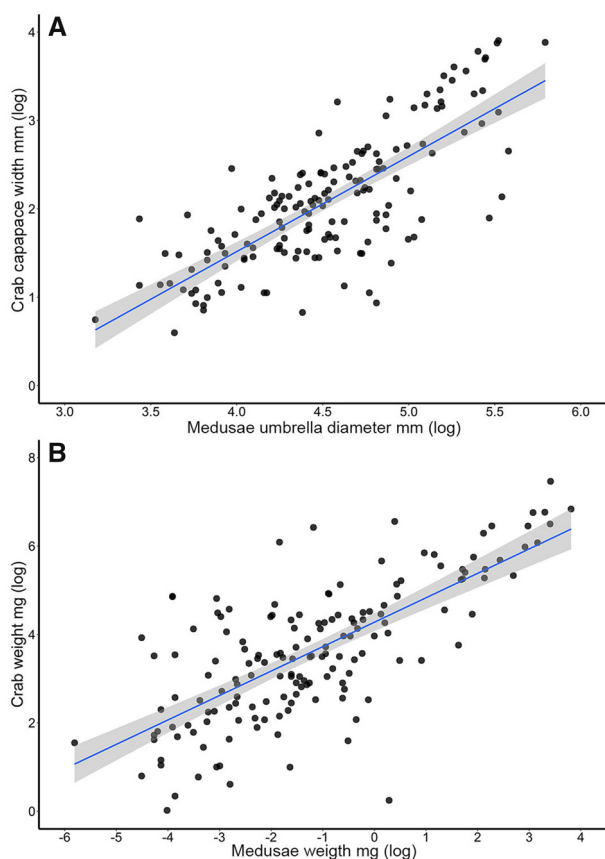 A
4
3
2
1
0
Crab capapace width mm (log)
3.0 3.5 4.0 4.5 5.0 5.5 6.0
Medusae umbrella diameter mm (log)
B
8
6
4
2
0
Crab weight mg (log)
-6 -5 -4 -3 -2 -1 0 1 2 3 4
Medusae weigth mg (log)